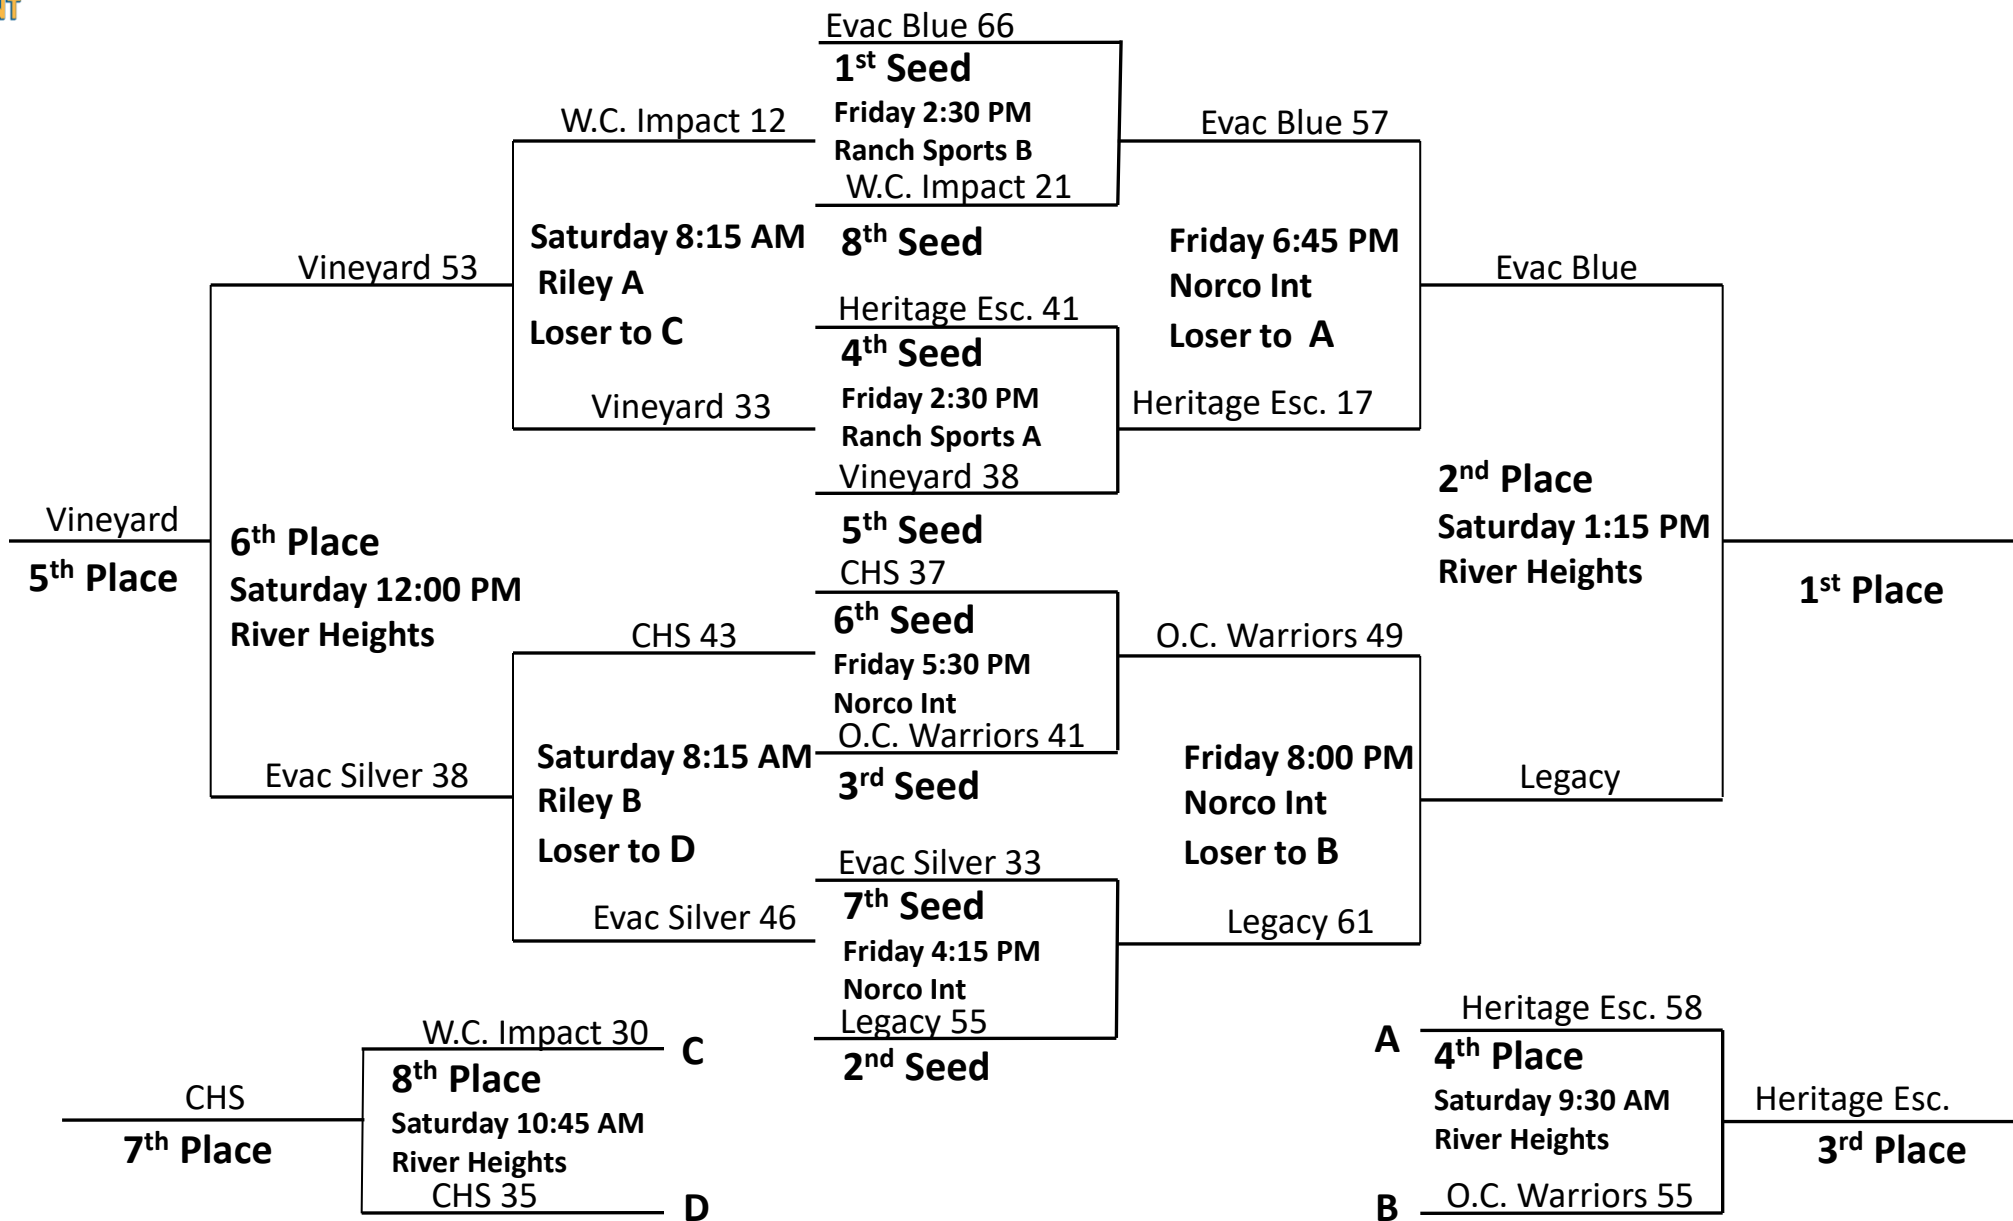 NT
Evac Blue 66
1st Seed
Friday 2:30 PM
Ranch Sports B
W.C. Impact 21
8th Seed
Heritage Esc. 41
4th Seed
Friday 2:30 PM
Ranch Sports A
Vineyard 38
5th Seed
CHS 37
6th Seed
Friday 5:30 PM
Norco Int
O.C. Warriors 41
3rd Seed
Evac Silver 33
7th Seed
Friday 4:15 PM
Norco Int
Legacy 55
2nd Seed
W.C. Impact 12
Saturday 8:15 AM
Riley A
Loser to C
Vineyard 33
CHS 43
Saturday 8:15 AM
Riley B
Loser to D
Evac Silver 46
Vineyard 53
6th Place
Saturday 12:00 PM
River Heights
Evac Silver 38
Vineyard
5th Place
Evac Blue 57
Friday 6:45 PM
Norco Int
Loser to A
Heritage Esc. 17
O.C. Warriors 49
Friday 8:00 PM
Norco Int
Loser to B
Legacy 61
Evac Blue
2nd Place
Saturday 1:15 PM
River Heights
Legacy
1st Place
W.C. Impact 30
C
8th Place
Saturday 10:45 AM
River Heights
CHS 35
D
CHS
7th Place
Heritage Esc. 58
A
4th Place
Saturday 9:30 AM
River Heights
B
O.C. Warriors 55
Heritage Esc.
3rd Place